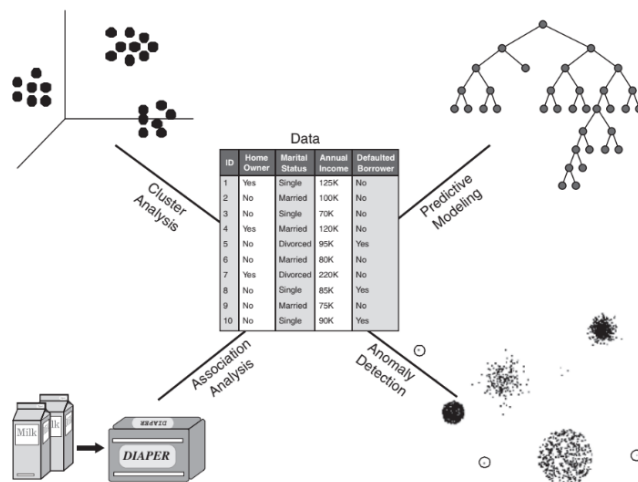 Data
ID Home Owner Marital Status Annual Income Defaulted Borrower
1 Yes Single 125K No
2 No Married 100K No
3 No Single 70K No
4 Yes Married 120K No
5 No Divorced 95K Yes
6 No Married 80K No
7 Yes Divorced 220K No
8 No Single 85K Yes
9 No Married 75K No
10 No Single 90K Yes
Cluster
Analysis
Predictive
Modeling
Association
Analysis
Anomaly
Detection
Milk
Milk
DIAPER
DIAPER